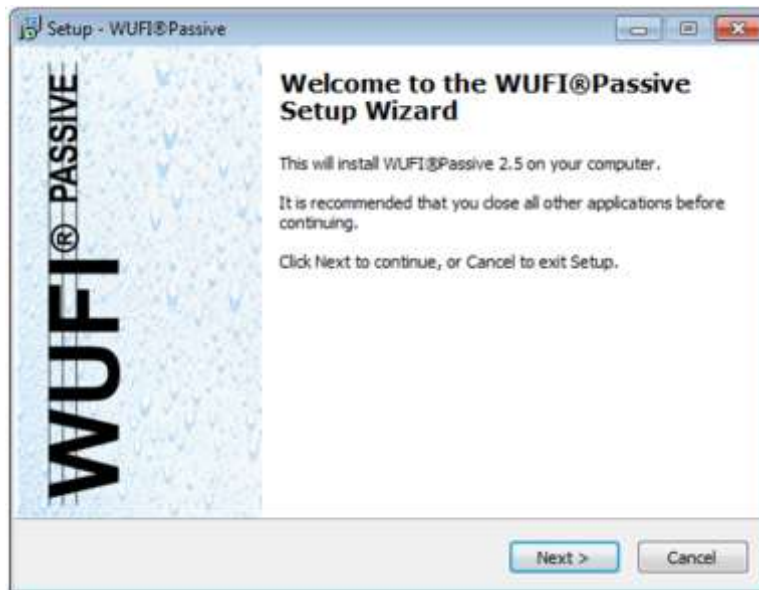 Setup - WUFI®Passive
WUFI® PASSIVE
Welcome to the WUFI®Passive
Setup Wizard
This will install WUFI®Passive 2.5 on your computer.
It is recommended that you close all other applications before
continuing.
Click Next to continue, or Cancel to exit Setup.
Next >
Cancel